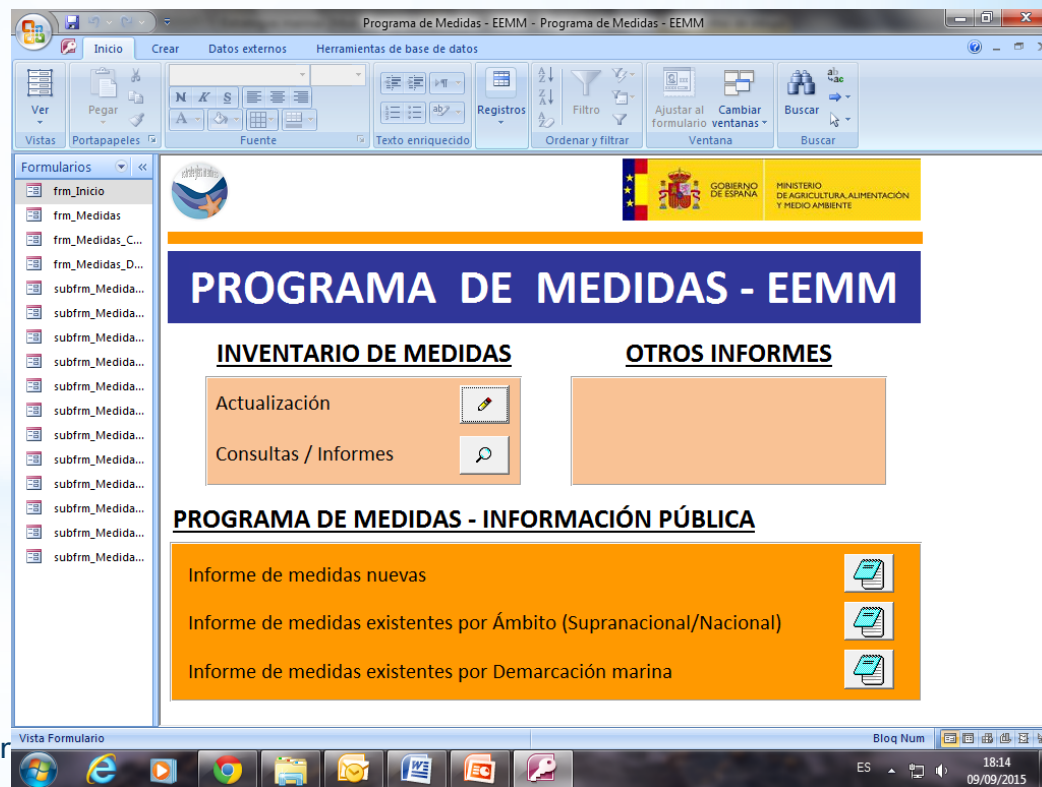 Programa de Medidas - EEMM - Programa de Medidas - EEMM
Inicio Crear Datos externos Herramientas de base de datos
Ver Pegar N K S Registros Filtro Ajustar al formulario Cambiar ventanas Buscar
Vistas Portapapeles Fuente Texto enriquecido Ordenar y filtrar Ventana Buscar
Formularios
frm_Inicio
frm_Medidas
frm_Medidas_C...
frm_Medidas_D...
subfrm_Medida...
subfrm_Medida...
subfrm_Medida...
subfrm_Medida...
subfrm_Medida...
subfrm_Medida...
subfrm_Medida...
subfrm_Medida...
subfrm_Medida...
subfrm_Medida...
subfrm_Medida...
subfrm_Medida...
GOBIERNO
DE ESPAÑA
MINISTERIO
DE AGRICULTURA, ALIMENTACIÓN
Y MEDIO AMBIENTE
PROGRAMA DE MEDIDAS - EEMM
INVENTARIO DE MEDIDAS
Actualización
Consultas / Informes
OTROS INFORMES
PROGRAMA DE MEDIDAS - INFORMACIÓN PÚBLICA
Informe de medidas nuevas
Informe de medidas existentes por Ámbito (Supranacional/Nacional)
Informe de medidas existentes por Demarcación marina
Vista Formulario
Bloq Num
r
ES
18:14
09/09/2015